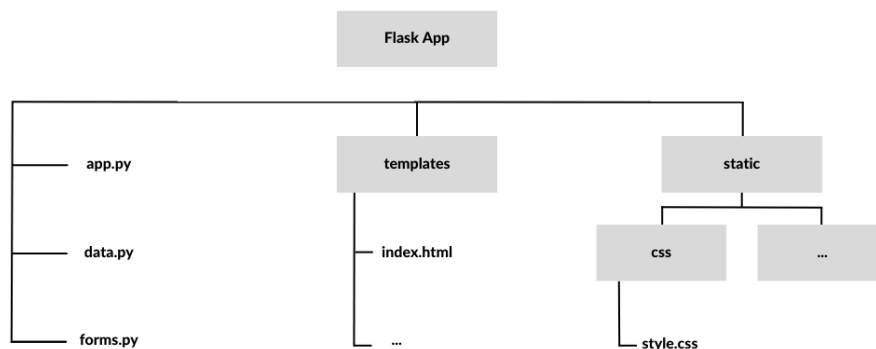 Flask App
app.py
templates
static
data.py
index.html
css
...
forms.py
...
style.css